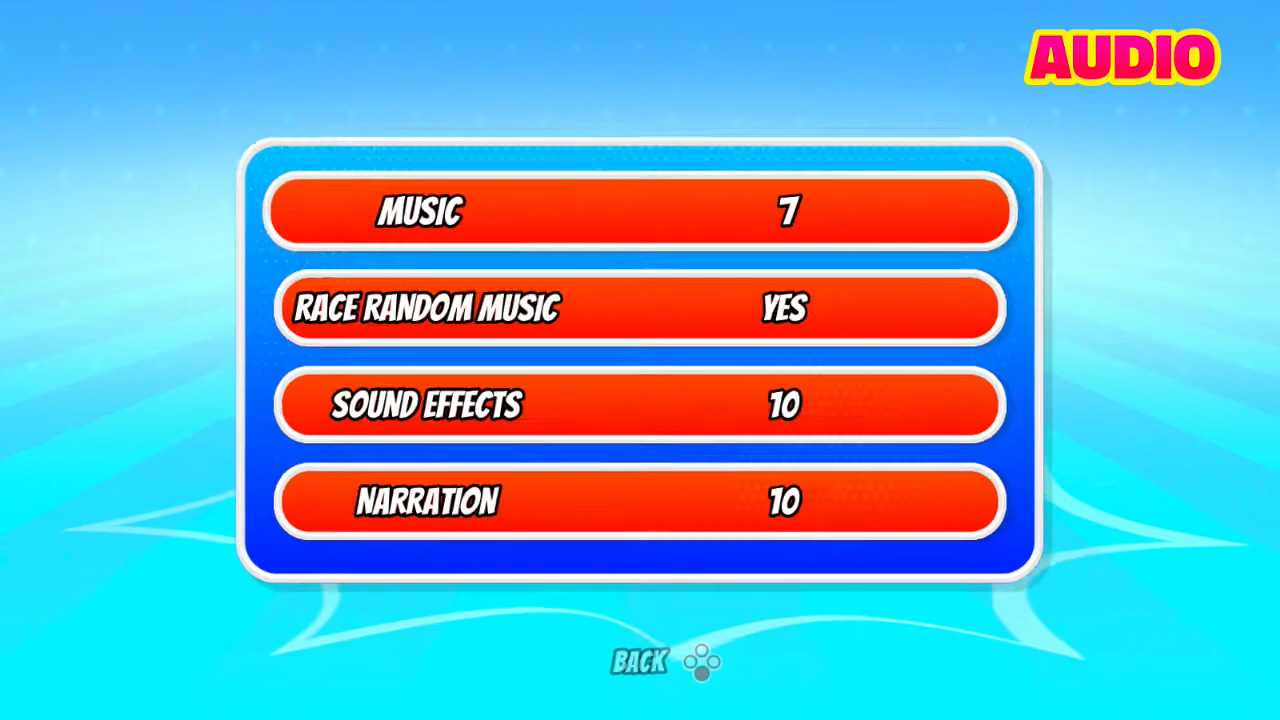 AUDIO
MUSIC 7
RACE RANDOM MUSIC YES
SOUND EFFECTS 10
NARRATION 10
BACK